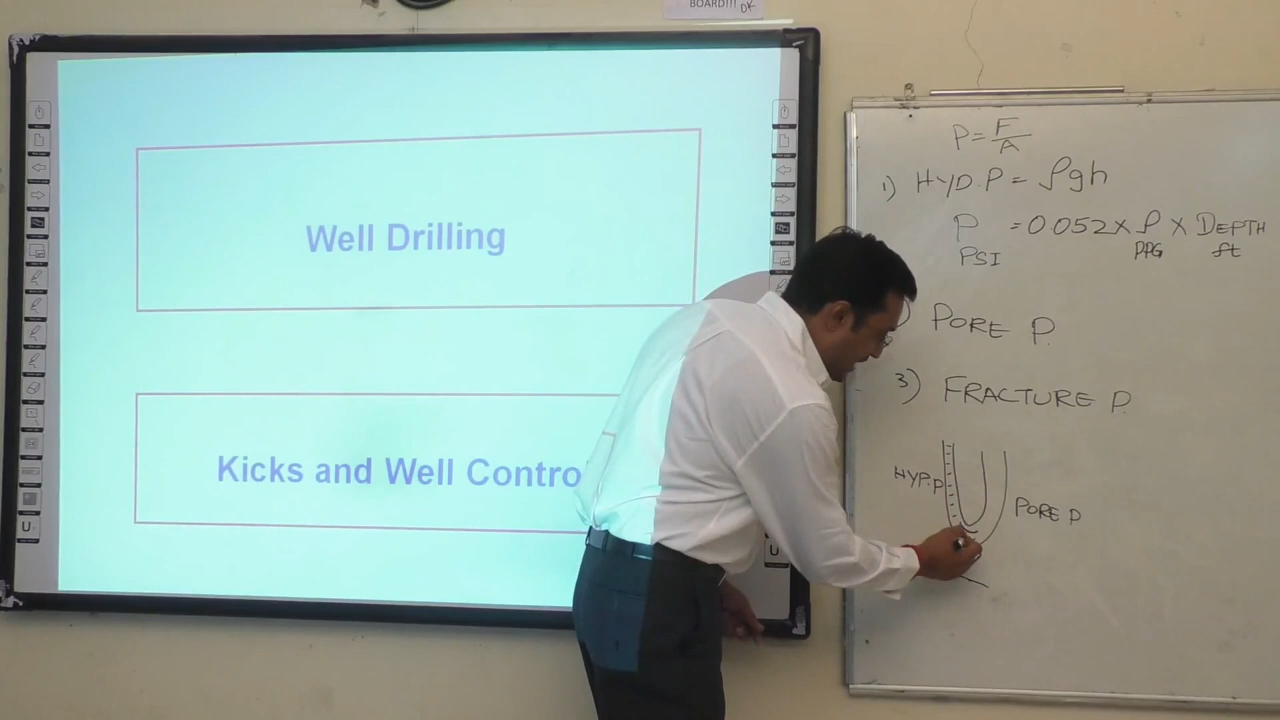 BOARD!!! OK
Well Drilling
Kicks and Well Contro
P = F/A
1) HYD. P = ρgh
P = 0.052 × ρ × DEPTH
PSI PPG ft
) PORE P.
3) FRACTURE P.
HYP.P
PORE P
U
U